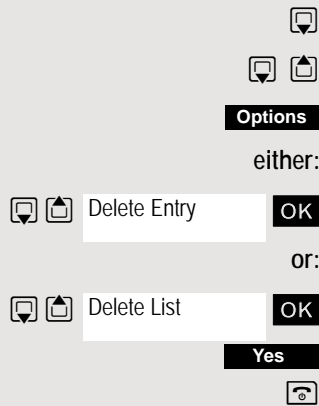 Options
either:
Delete Entry OK
or:
Delete List OK
Yes